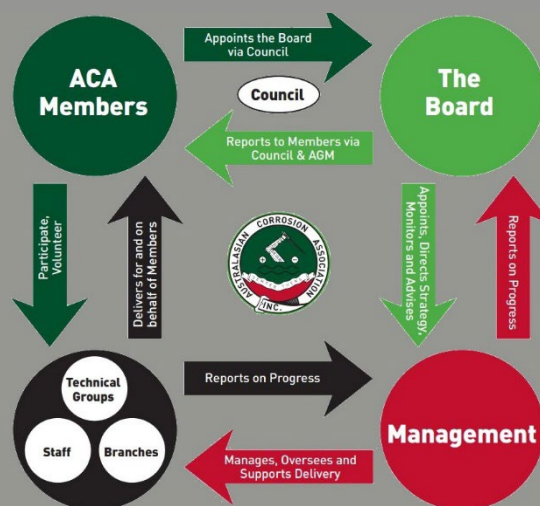 ACA
Members
Appoints the Board
via Council
Council
Reports to Members via
Council & AGM
The
Board
Participate,
Volunteer
Delivers for and on
behalf of Members
AUSTRALASIAN CORROSION ASSOCIATION
INC.
Appoints, Directs Strategy,
Monitors and Advises
Reports on Progress
Technical
Groups
Staff
Branches
Reports on Progress
Manages, Oversees and
Supports Delivery
Management